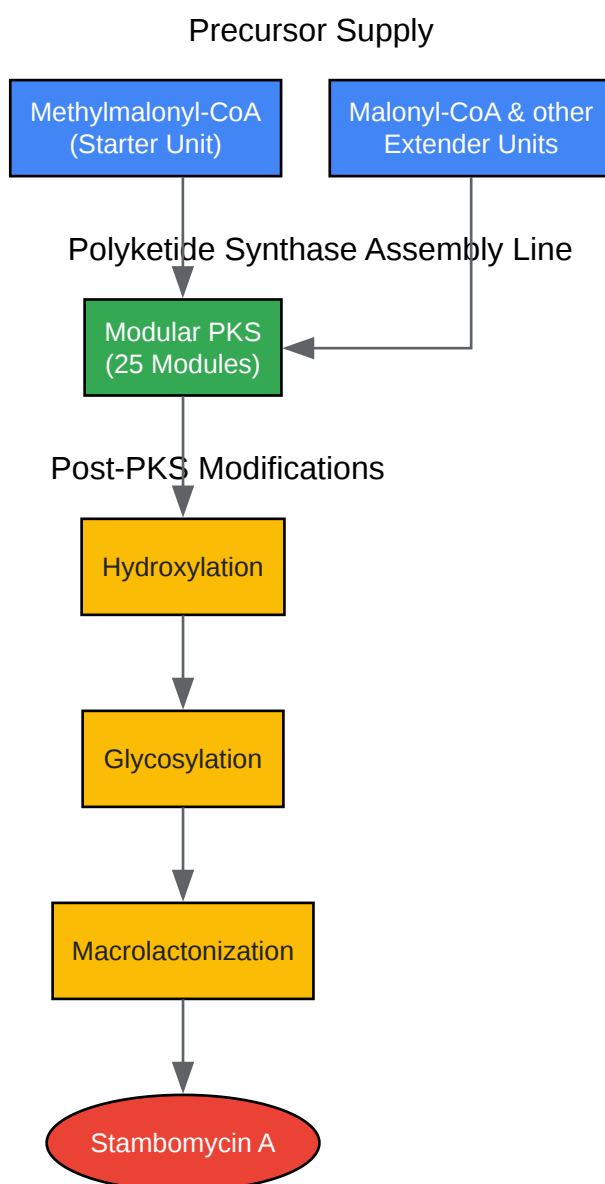 Precursor Supply
Methylmalonyl-CoA
(Starter Unit)
Malonyl-CoA & other
Extender Units
Polyketide Synthase Assembly Line
Modular PKS
(25 Modules)
Post-PKS Modifications
Hydroxylation
Glycosylation
Macrolactonization
Stambomycin A